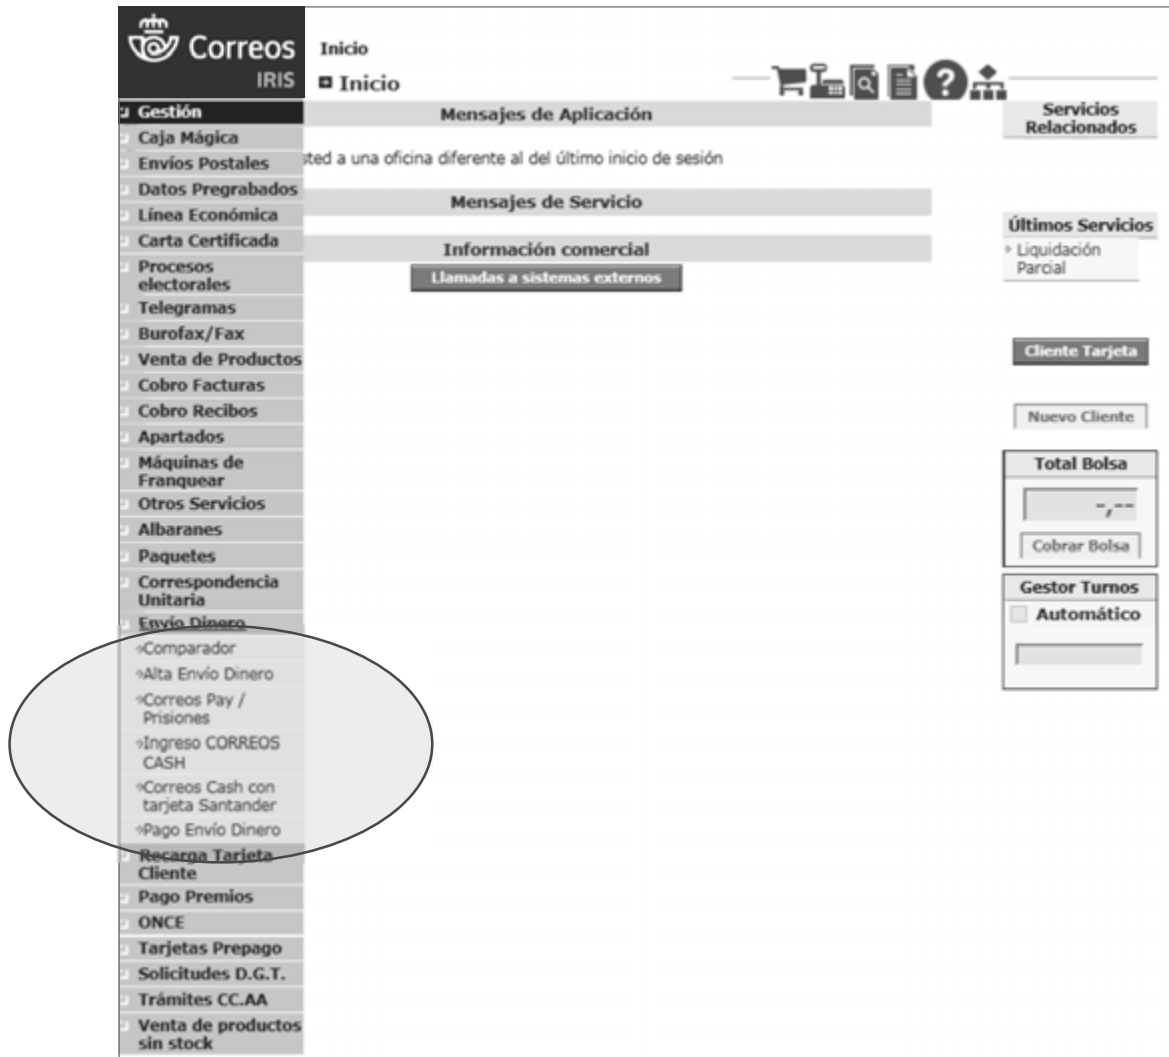 Correos
IRIS
Inicio
Inicio
Gestión
Caja Mágica
Envíos Postales
Datos Pregrabados
Línea Económica
Carta Certificada
Procesos
electorales
Telegramas
Burofax/Fax
Venta de Productos
Cobro Facturas
Cobro Recibos
Apartados
Máquinas de
Franquear
Otros Servicios
Albaranes
Paquetes
Correspondencia
Unitaria
Envío Dinero
Comparador
Alta Envío Dinero
Correos Pay /
Prisiones
Ingreso CORREOS
CASH
Correos Cash con
tarjeta Santander
Pago Envío Dinero
Recarga Tarjeta
Cliente
Pago Premios
ONCE
Tarjetas Prepago
Solicitudes D.G.T.
Trámites CC.AA
Venta de productos
sin stock
Mensajes de Aplicación
sted a una oficina diferente al del último inicio de sesión
Mensajes de Servicio
Información comercial
Llamadas a sistemas externos
?
Servicios
Relacionados
Últimos Servicios
Liquidación
Parcial
Cliente Tarjeta
Nuevo Cliente
Total Bolsa
-,--
Cobrar Bolsa
Gestor Turnos
Automático